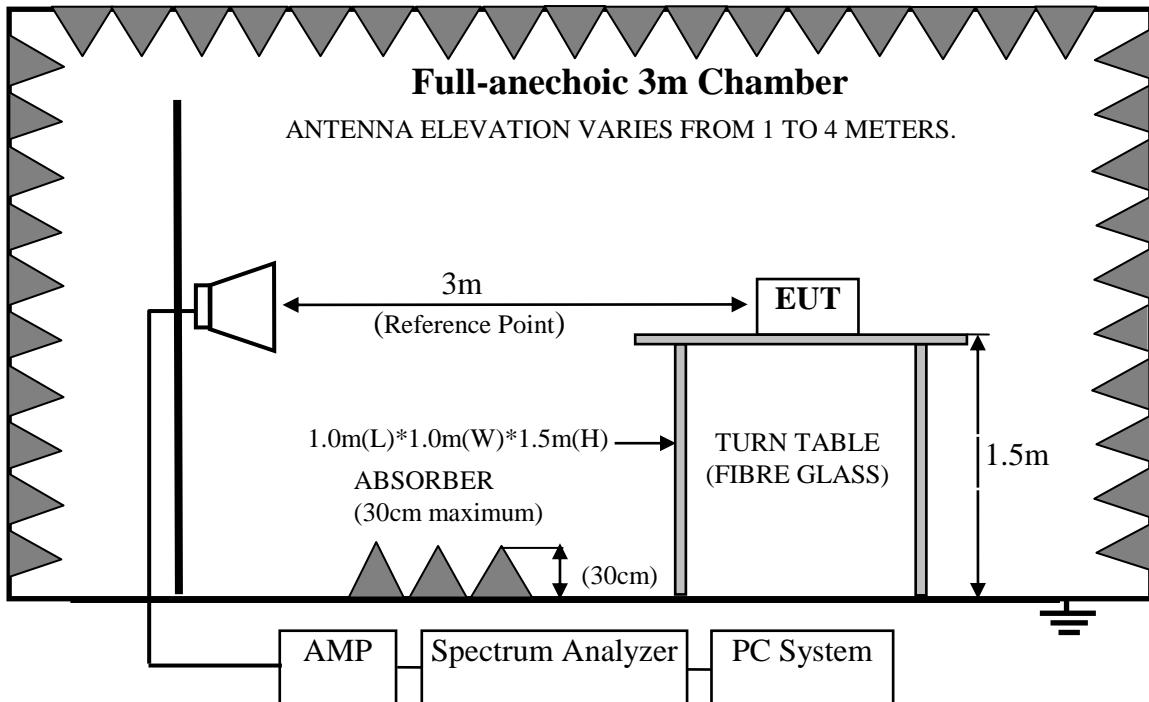 Full-anechoic 3m Chamber
ANTENNA ELEVATION VARIES FROM 1 TO 4 METERS.
3m
(Reference Point)
EUT
1.0m(L)*1.0m(W)*1.5m(H)
TURN TABLE
(FIBRE GLASS)
1.5m
ABSORBER
(30cm maximum)
(30cm)
AMP
Spectrum Analyzer
PC System